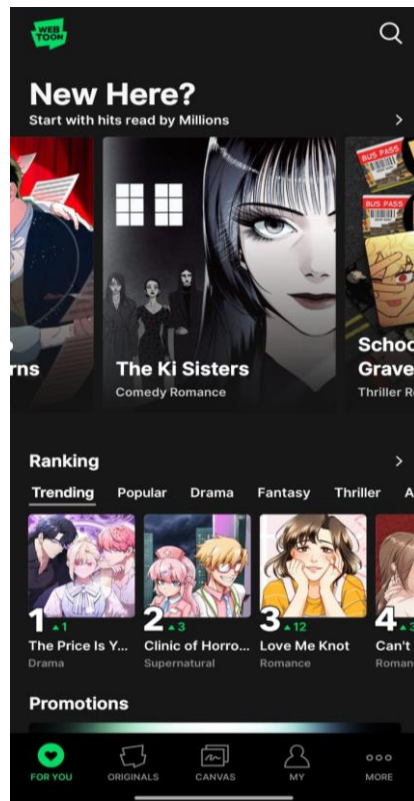 WEB
TOON
New Here?
Start with hits read by Millions
BUS PASS
BUS PASS
rns
The Ki Sisters
Comedy Romance
Schoo
Grave
Thriller R
Ranking
Trending Popular Drama Fantasy Thriller A
1 ▲1 2 ▲3 3 ▲12 4 ▲3
The Price Is Y... Clinic of Horro... Love Me Knot Can't
Drama Supernatural Romance Roman
Promotions
FOR YOU ORIGINALS CANVAS MY MORE